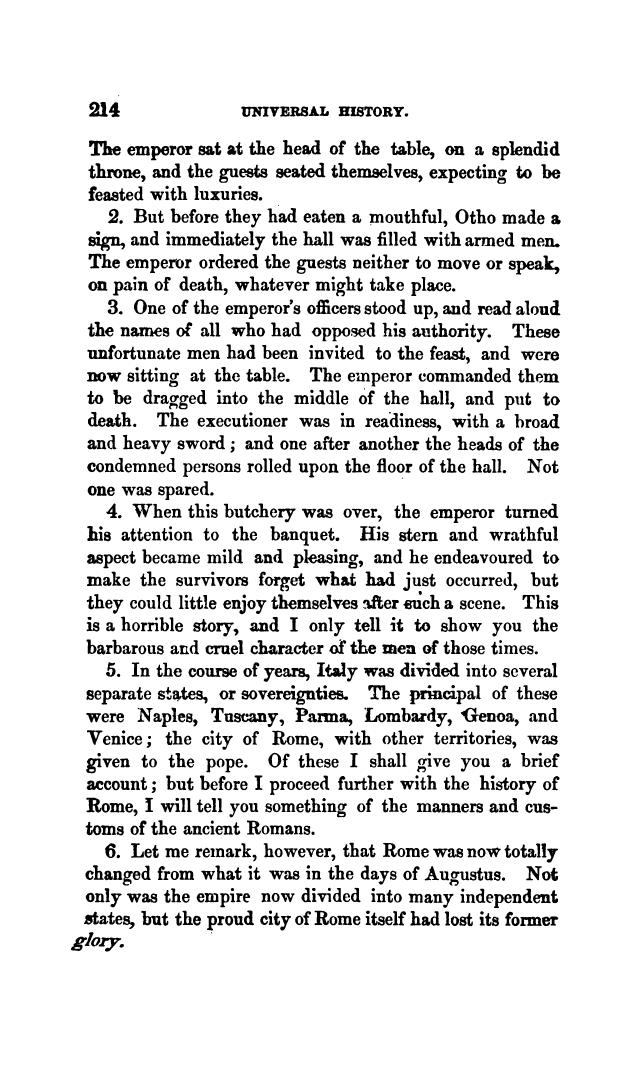 214 UNIVERSAL HISTORY.
The emperor sat at the head of the table, on a splendid
throne, and the guests seated themselves, expecting to be
feasted with luxuries.
2. But before they had eaten a mouthful, Otho made a
sign, and immediately the hall was filled with armed men.
The emperor ordered the guests neither to move or speak,
on pain of death, whatever might take place.
3. One of the emperor's officers stood up, and read aloud
the names of all who had opposed his authority. These
unfortunate men had been invited to the feast, and were
now sitting at the table. The emperor commanded them
to be dragged into the middle of the hall, and put to
death. The executioner was in readiness, with a broad
and heavy sword; and one after another the heads of the
condemned persons rolled upon the floor of the hall. Not
one was spared.
4. When this butchery was over, the emperor turned
his attention to the banquet. His stern and wrathful
aspect became mild and pleasing, and he endeavoured to
make the survivors forget what had just occurred, but
they could little enjoy themselves after such a scene. This
is a horrible story, and I only tell it to show you the
barbarous and cruel character of the men of those times.
5. In the course of years, Italy was divided into several
separate states, or sovereignties. The principal of these
were Naples, Tuscany, Parma, Lombardy, Genoa, and
Venice; the city of Rome, with other territories, was
given to the pope. Of these I shall give you a brief
account; but before I proceed further with the history of
Rome, I will tell you something of the manners and cus-
toms of the ancient Romans.
6. Let me remark, however, that Rome was now totally
changed from what it was in the days of Augustus. Not
only was the empire now divided into many independent
states, but the proud city of Rome itself had lost its former
glory.